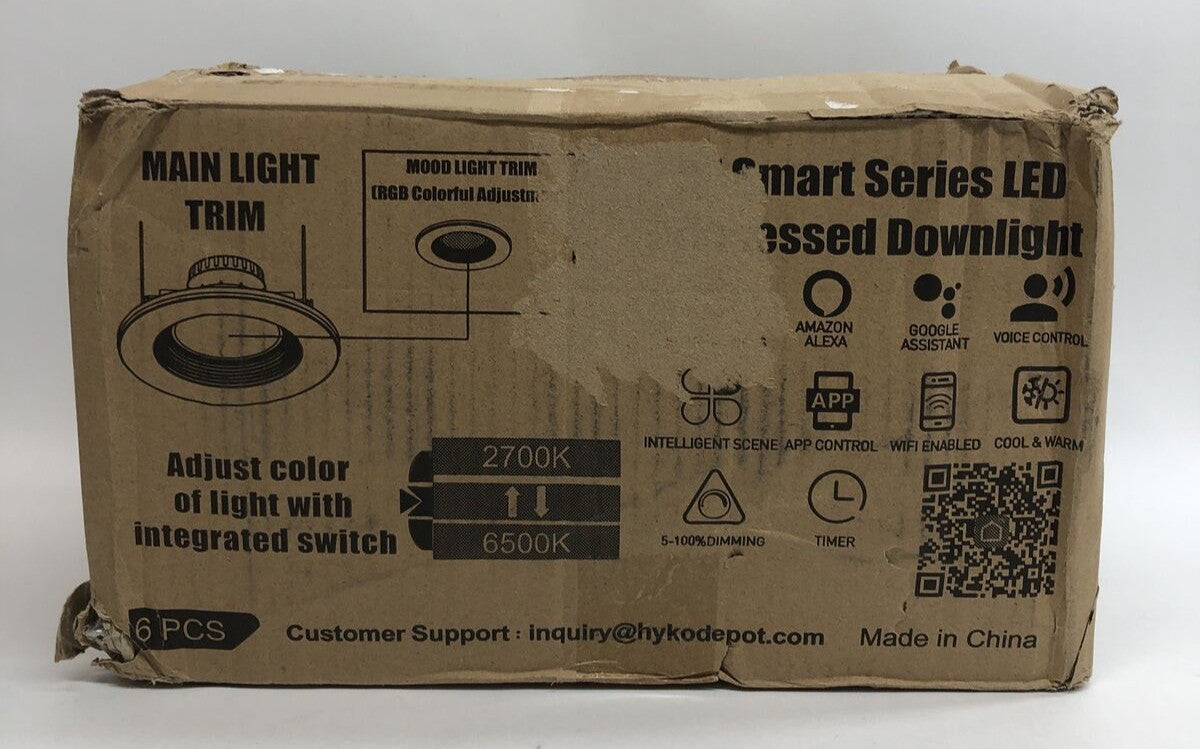 MAIN LIGHT
TRIM
MOOD LIGHT TRIM
(RGB Colorful
Smart Series LED
Downlight
AMAZON
ALEXA
GOOGLE
ASSISTANT
VOICE CONTROL
INTELLIGENT SCENE
APP
APP CONTROL
WIFI ENABLED
COOL & WARM
Adjust color
of light with
integrated switch
2700K
6500K
5-100%DIMMING
TIMER
6 PCS
Customer Support : inquiry@hykodepot.com
Made in China